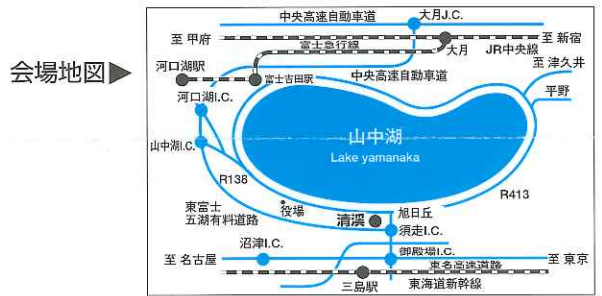 会場地図▶
中央高速自動車道
大月J.C.
至 甲府
至 新宿
富士急行線
大月
JR中央線
河口湖駅
富士吉田駅
中央高速自動車道
至 津久井
平野
河口湖I.C.
山中湖
Lake yamanaka
山中湖I.C.
R138
R413
東富士
五湖有料道路
役場
清渓
旭日丘
須走I.C.
沼津I.C.
御殿場I.C.
至 名古屋
至 東京
東名高速道路
三島駅
東海道新幹線